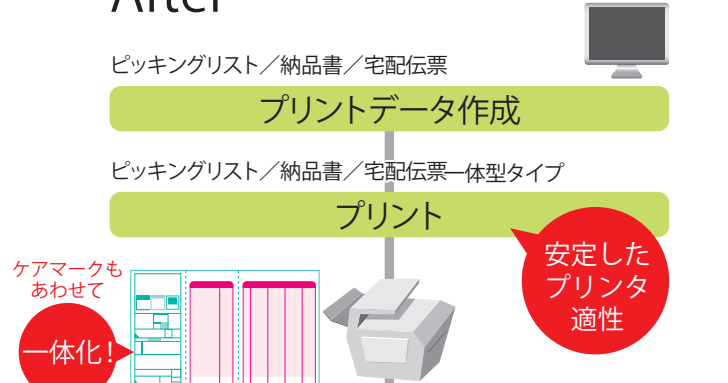 After
ピッキングリスト／納品書／宅配伝票
プリントデータ作成
ピッキングリスト／納品書／宅配伝票一体型タイプ
プリント
安定した
プリンタ
適性
ケアマークも
あわせて
一体化！